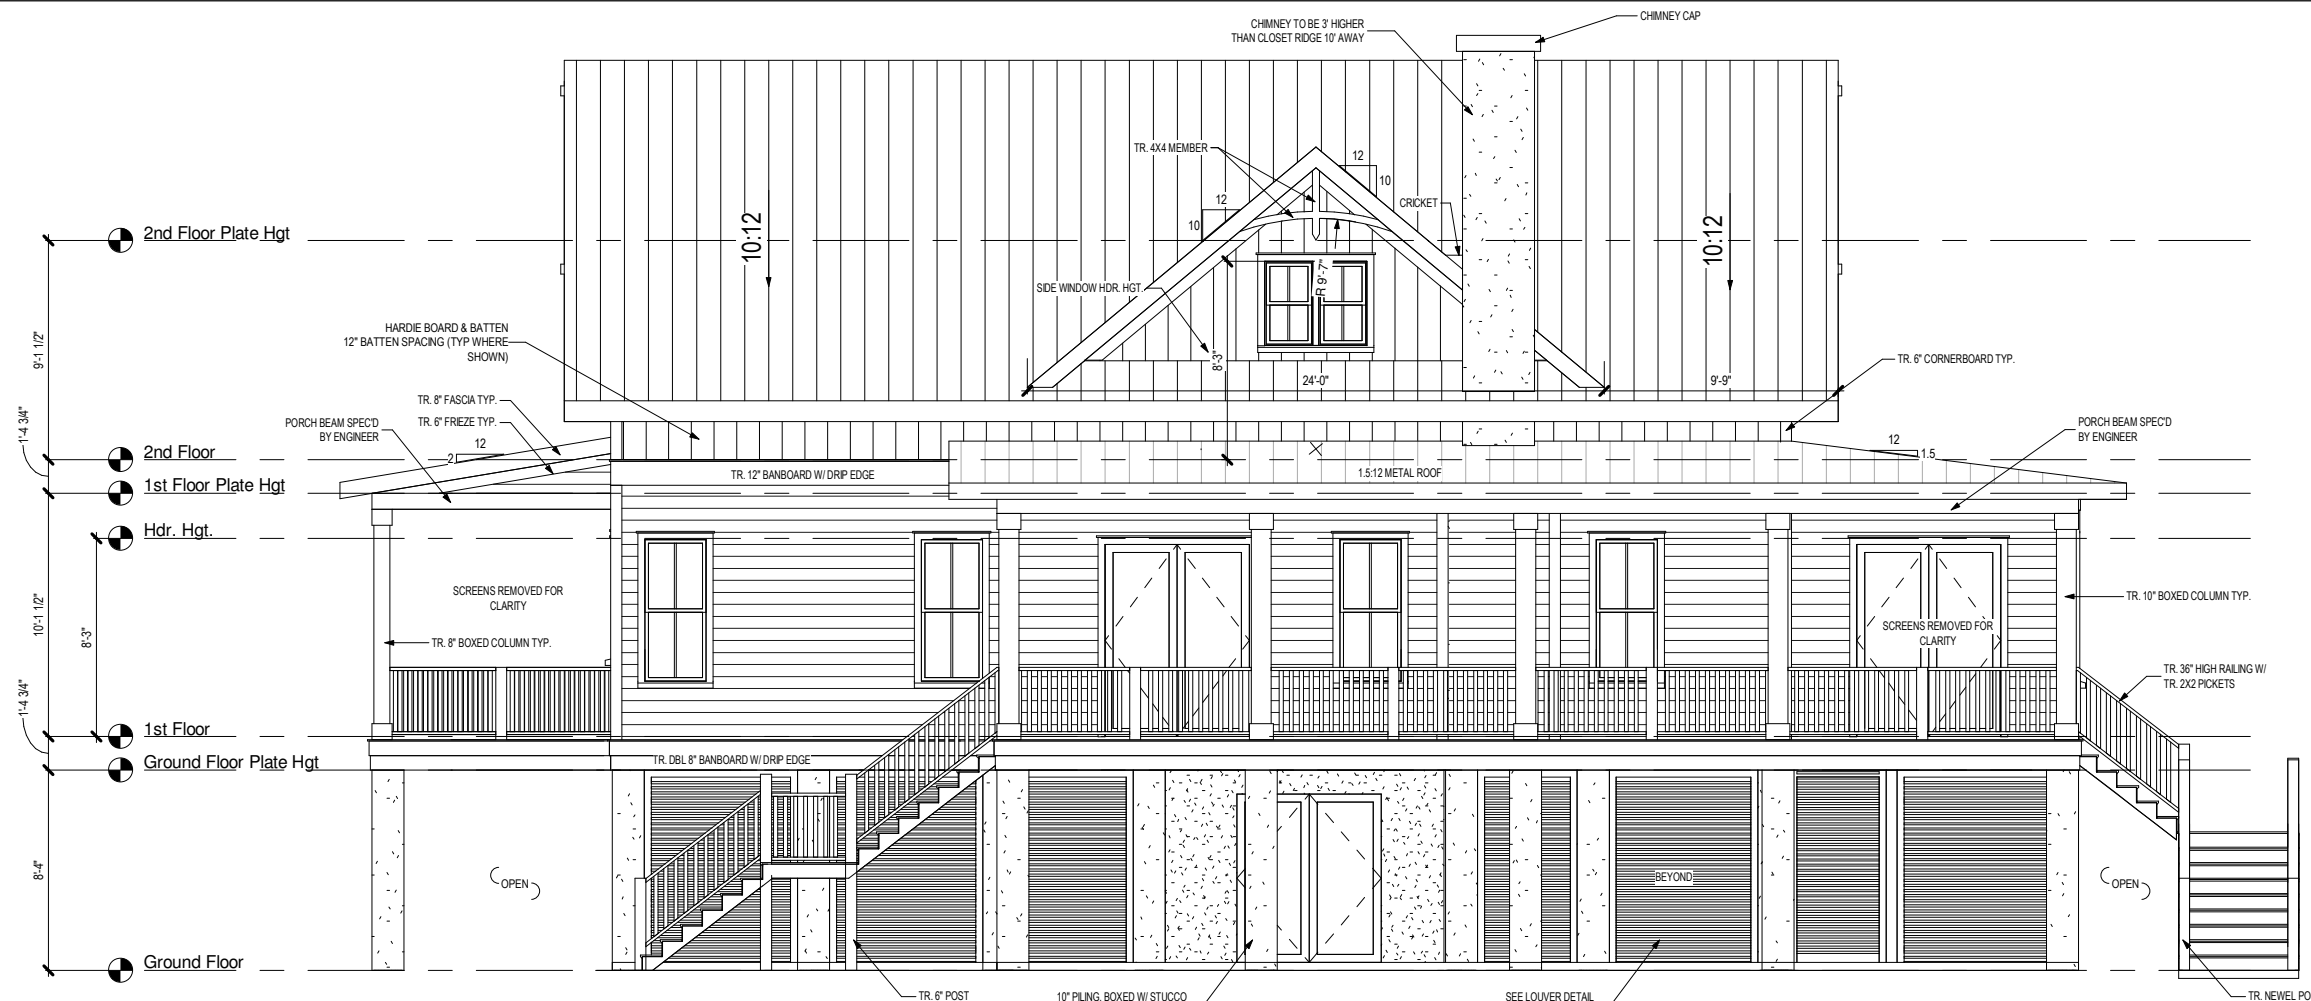 CHIMNEY CAP
CHIMNEY TO BE 3' HIGHER
THAN CLOSET RIDGE 10' AWAY
TR. 4X4 MEMBER
12
10
12
10
CRICKET
10:12
10:12
2nd Floor Plate Hgt
R 9'-7"
SIDE WINDOW HDR. HGT.
HARDIE BOARD & BATTEN
12" BATTEN SPACING (TYP WHERE
SHOWN)
9'-1 1/2"
8'-3"
24'-0"
9'-9"
TR. 6" CORNERBOARD TYP.
TR. 8" FASCIA TYP.
TR. 6" FRIEZE TYP.
PORCH BEAM SPEC'D
BY ENGINEER
PORCH BEAM SPEC'D
BY ENGINEER
1'-4 3/4"
12
2
12
1.5
2nd Floor
TR. 12" BANBOARD W/ DRIP EDGE
1.5:12 METAL ROOF
1st Floor Plate Hgt
Hdr. Hgt.
SCREENS REMOVED FOR
CLARITY
10'-1 1/2"
8'-3"
TR. 8" BOXED COLUMN TYP.
TR. 10" BOXED COLUMN TYP.
SCREENS REMOVED FOR
CLARITY
TR. 36" HIGH RAILING W/
TR. 2X2 PICKETS
1'-4 3/4"
1st Floor
Ground Floor Plate Hgt
TR. DBL 8" BANBOARD W/ DRIP EDGE
8'-4"
OPEN
BEYOND
OPEN
Ground Floor
TR. 6" POST
10" PILING, BOXED W/ STUCCO
SEE LOUVER DETAIL
TR. NEWEL PO